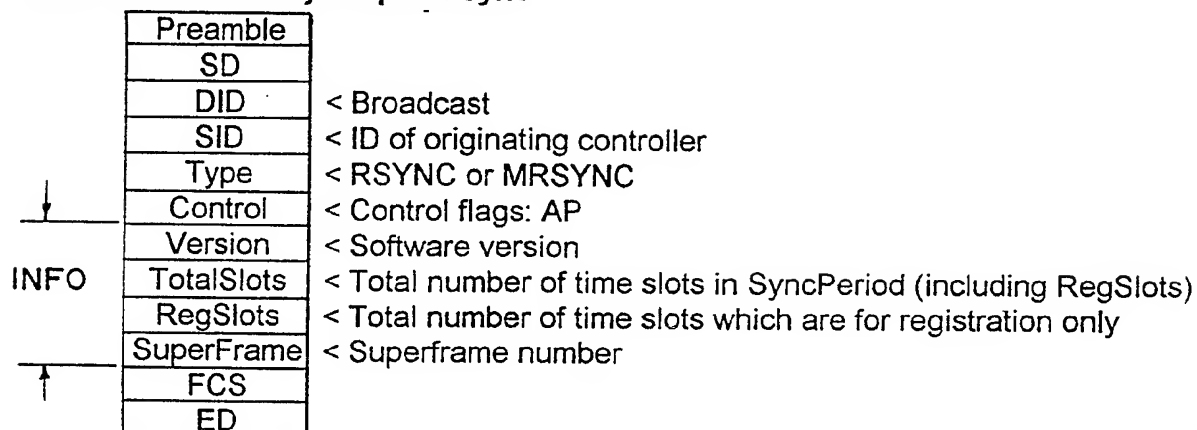 Preamble
SD
DID < Broadcast
SID < ID of originating controller
Type < RSYNC or MRSYNC
Control < Control flags: AP
Version < Software version
INFO TotalSlots < Total number of time slots in SyncPeriod (including RegSlots)
RegSlots < Total number of time slots which are for registration only
SuperFrame < Superframe number
FCS
ED